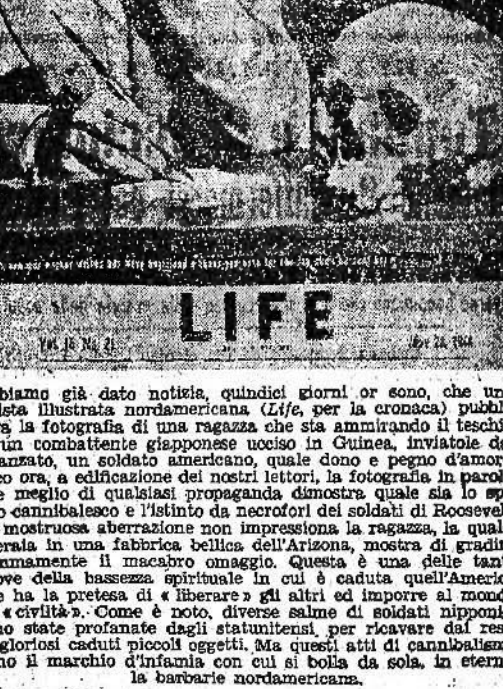 LIFE
biamo già dato notizia, quindici giorni or sono, che un
ista illustrata nordamericana (Life, per la cronaca) pubbl
la fotografia di una ragazza che sta ammirando il teschi
un combattente giapponese ucciso in Guinea, inviatole d
anzato, un soldato americano, quale dono e pegno d'amor
co ora, a edificazione dei nostri lettori, la fotografia in paro
e meglio di qualsiasi propaganda dimostra quale sia lo sp
o cannibalesco e l'istinto da necrofori dei soldati di Roosevel
mostruosa aberrazione non impressiona la ragazza, la qual
eraia in una fabbrica bellica dell'Arizona, mostra di gradi
mmamente il macabro omaggio. Questa è una delle tan
ove della bassezza spirituale in cui è caduta quell'Ameri
e ha la pretesa di « liberare » gli altri ed imporre al mond
« civiltà ». Come è noto, diverse salme di soldati nipponi
no state profanate dagli statunitensi per ricavare dai res
gloriosi caduti piccoli oggetti. Ma questi atti di cannibalism
no il marchio d'infamia con cui si bolla da sola, in etern
la barbarie nordamericana.